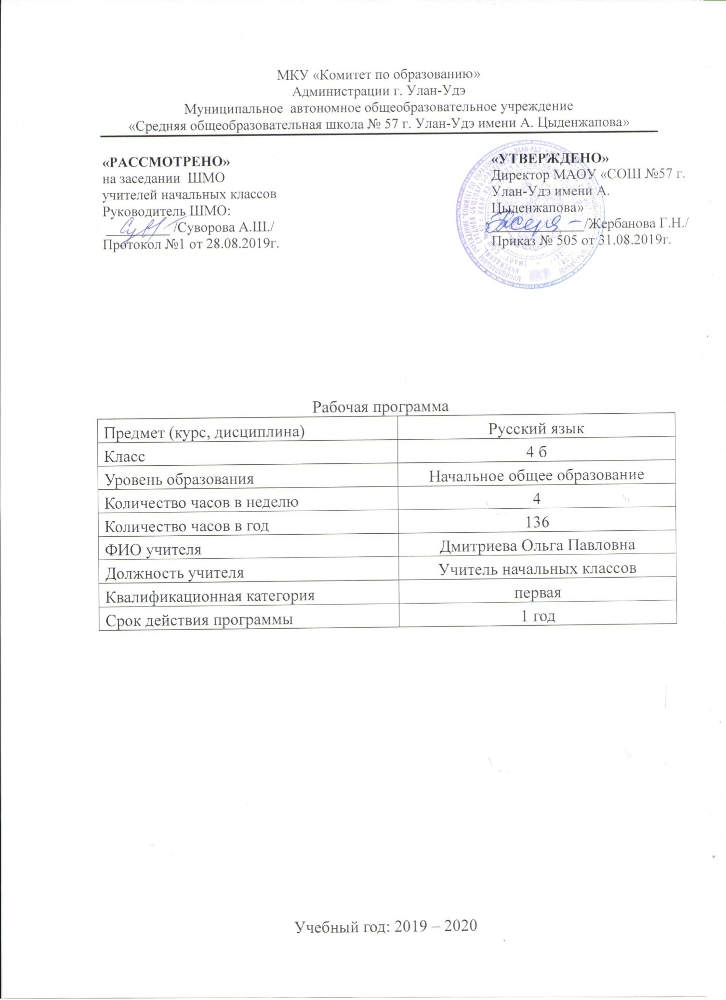 МКУ «Комитет по образованию»
Администрации г. Улан-Удэ
Муниципальное автономное общеобразовательное учреждение
«Средняя общеобразовательная школа № 57 г. Улан-Удэ имени А. Цыденжапова»
«РАССМОТРЕНО»
на заседании ШМО
учителей начальных классов
Руководитель ШМО:
/Суворова А.Ш./
Протокол №1 от 28.08.2019г.
«УТВЕРЖДЕНО»
Директор МАОУ «СОШ №57 г.
Улан-Удэ имени А.
Цыденжапова»
/Жербанова Г.Н./
Приказ № 505 от 31.08.2019г.
Рабочая программа
Предмет (курс, дисциплина) Русский язык
Класс 4 б
Уровень образования Начальное общее образование
Количество часов в неделю 4
Количество часов в год 136
ФИО учителя Дмитриева Ольга Павловна
Должность учителя Учитель начальных классов
Квалификационная категория первая
Срок действия программы 1 год
Учебный год: 2019 – 2020